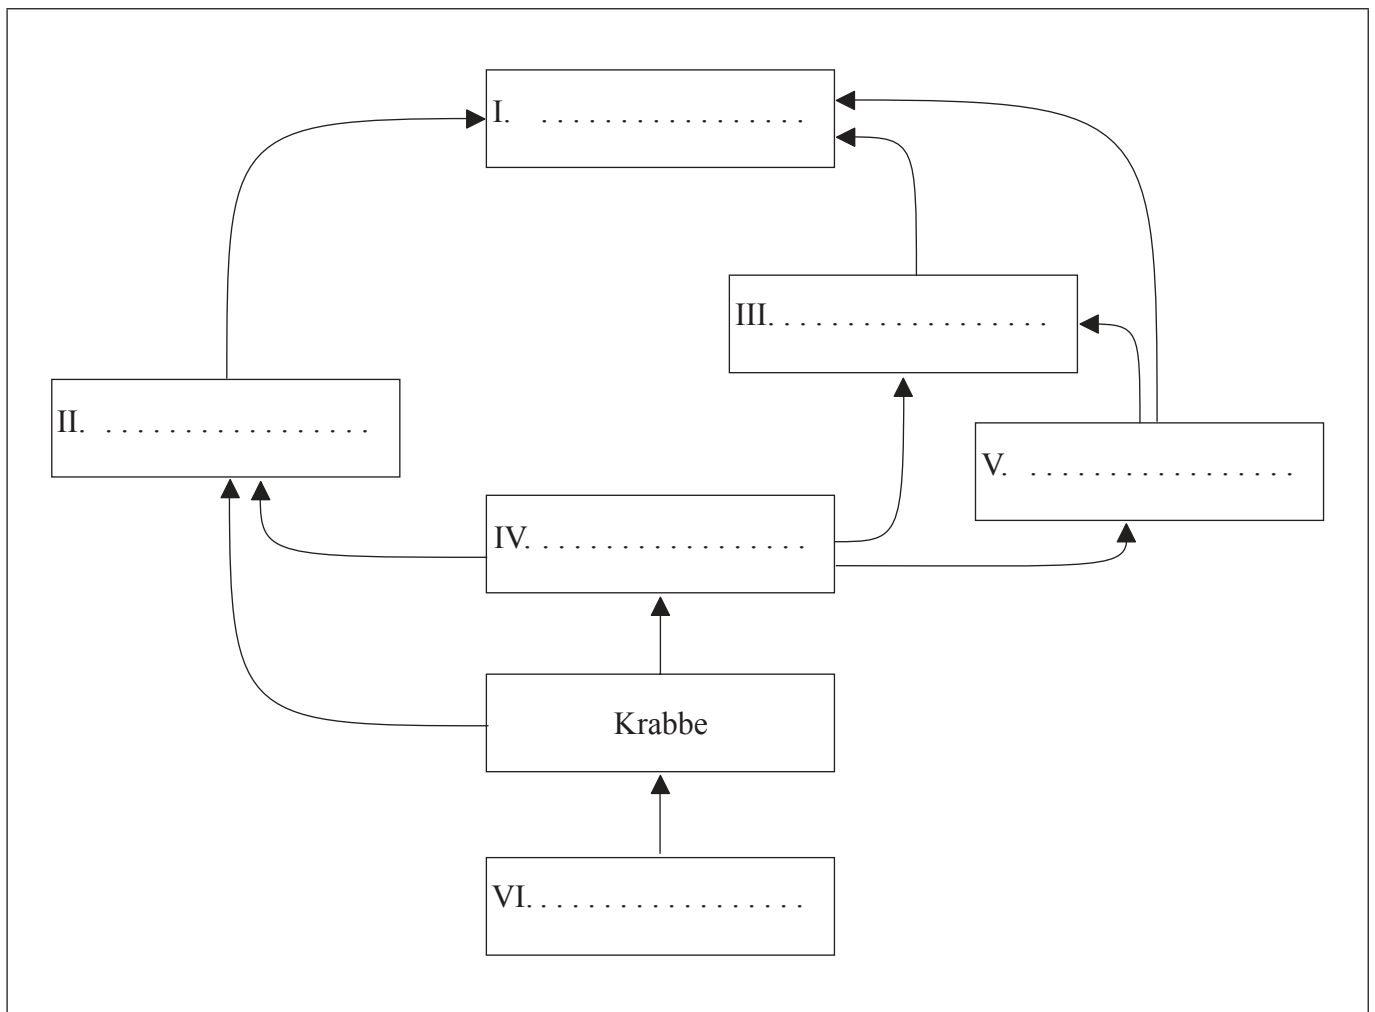 I. . . . . . . . . . . . . . . . . .
III. . . . . . . . . . . . . . . . . .
II. . . . . . . . . . . . . . . . . .
V. . . . . . . . . . . . . . . . . .
IV. . . . . . . . . . . . . . . . . .
Krabbe
VI. . . . . . . . . . . . . . . . . .